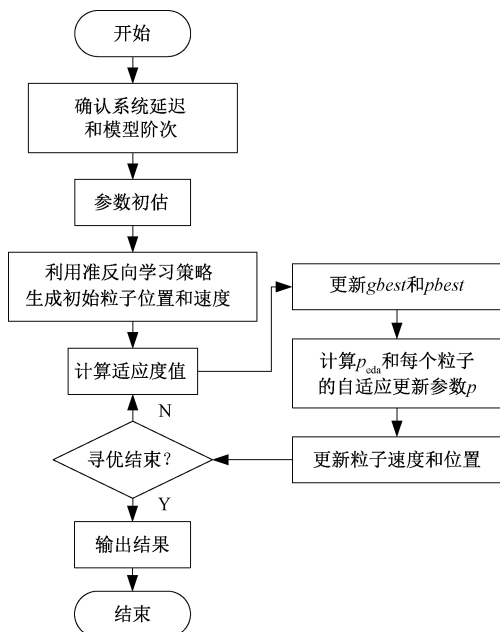 开始
确认系统延迟
和模型阶次
参数初估
利用准反向学习策略
生成初始粒子位置和速度
计算适应度值
更新gbest和pbest
计算peda和每个粒子
的自适应更新参数p
更新粒子速度和位置
N
寻优结束？
Y
输出结果
结束